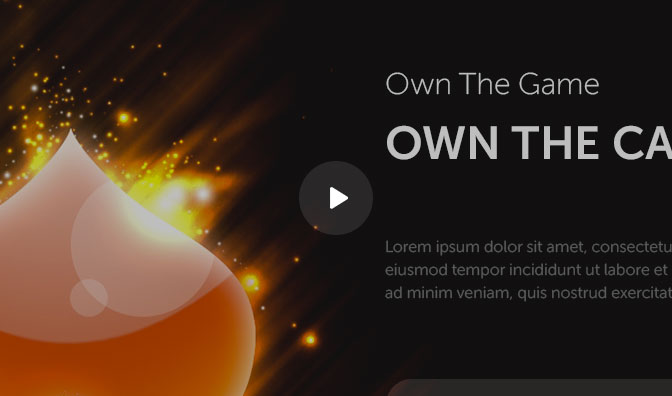 Own The Game
OWN THE CA
Lorem ipsum dolor sit amet, consectetu
eiusmod tempor incididunt ut labore et
ad minim veniam, quis nostrud exercitat